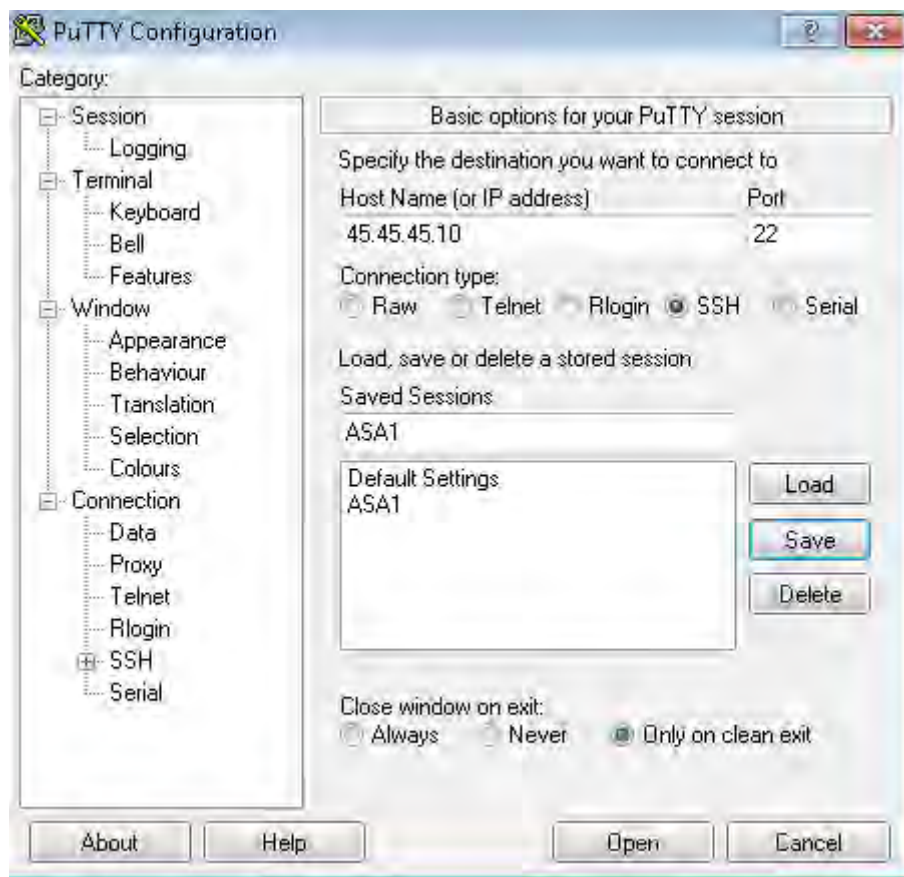 PuTTY Configuration
Category:
Session
Logging
Terminal
Keyboard
Bell
Features
Window
Appearance
Behaviour
Translation
Selection
Colours
Connection
Data
Proxy
Telnet
Rlogin
SSH
Serial
Basic options for your PuTTY session
Specify the destination you want to connect to
Host Name (or IP address) Port
45.45.45.10 22
Connection type:
Raw Telnet Rlogin SSH Serial
Load, save or delete a stored session
Saved Sessions
ASA1
Default Settings
ASA1
Load
Save
Delete
Close window on exit:
Always Never Only on clean exit
About Help Open Cancel